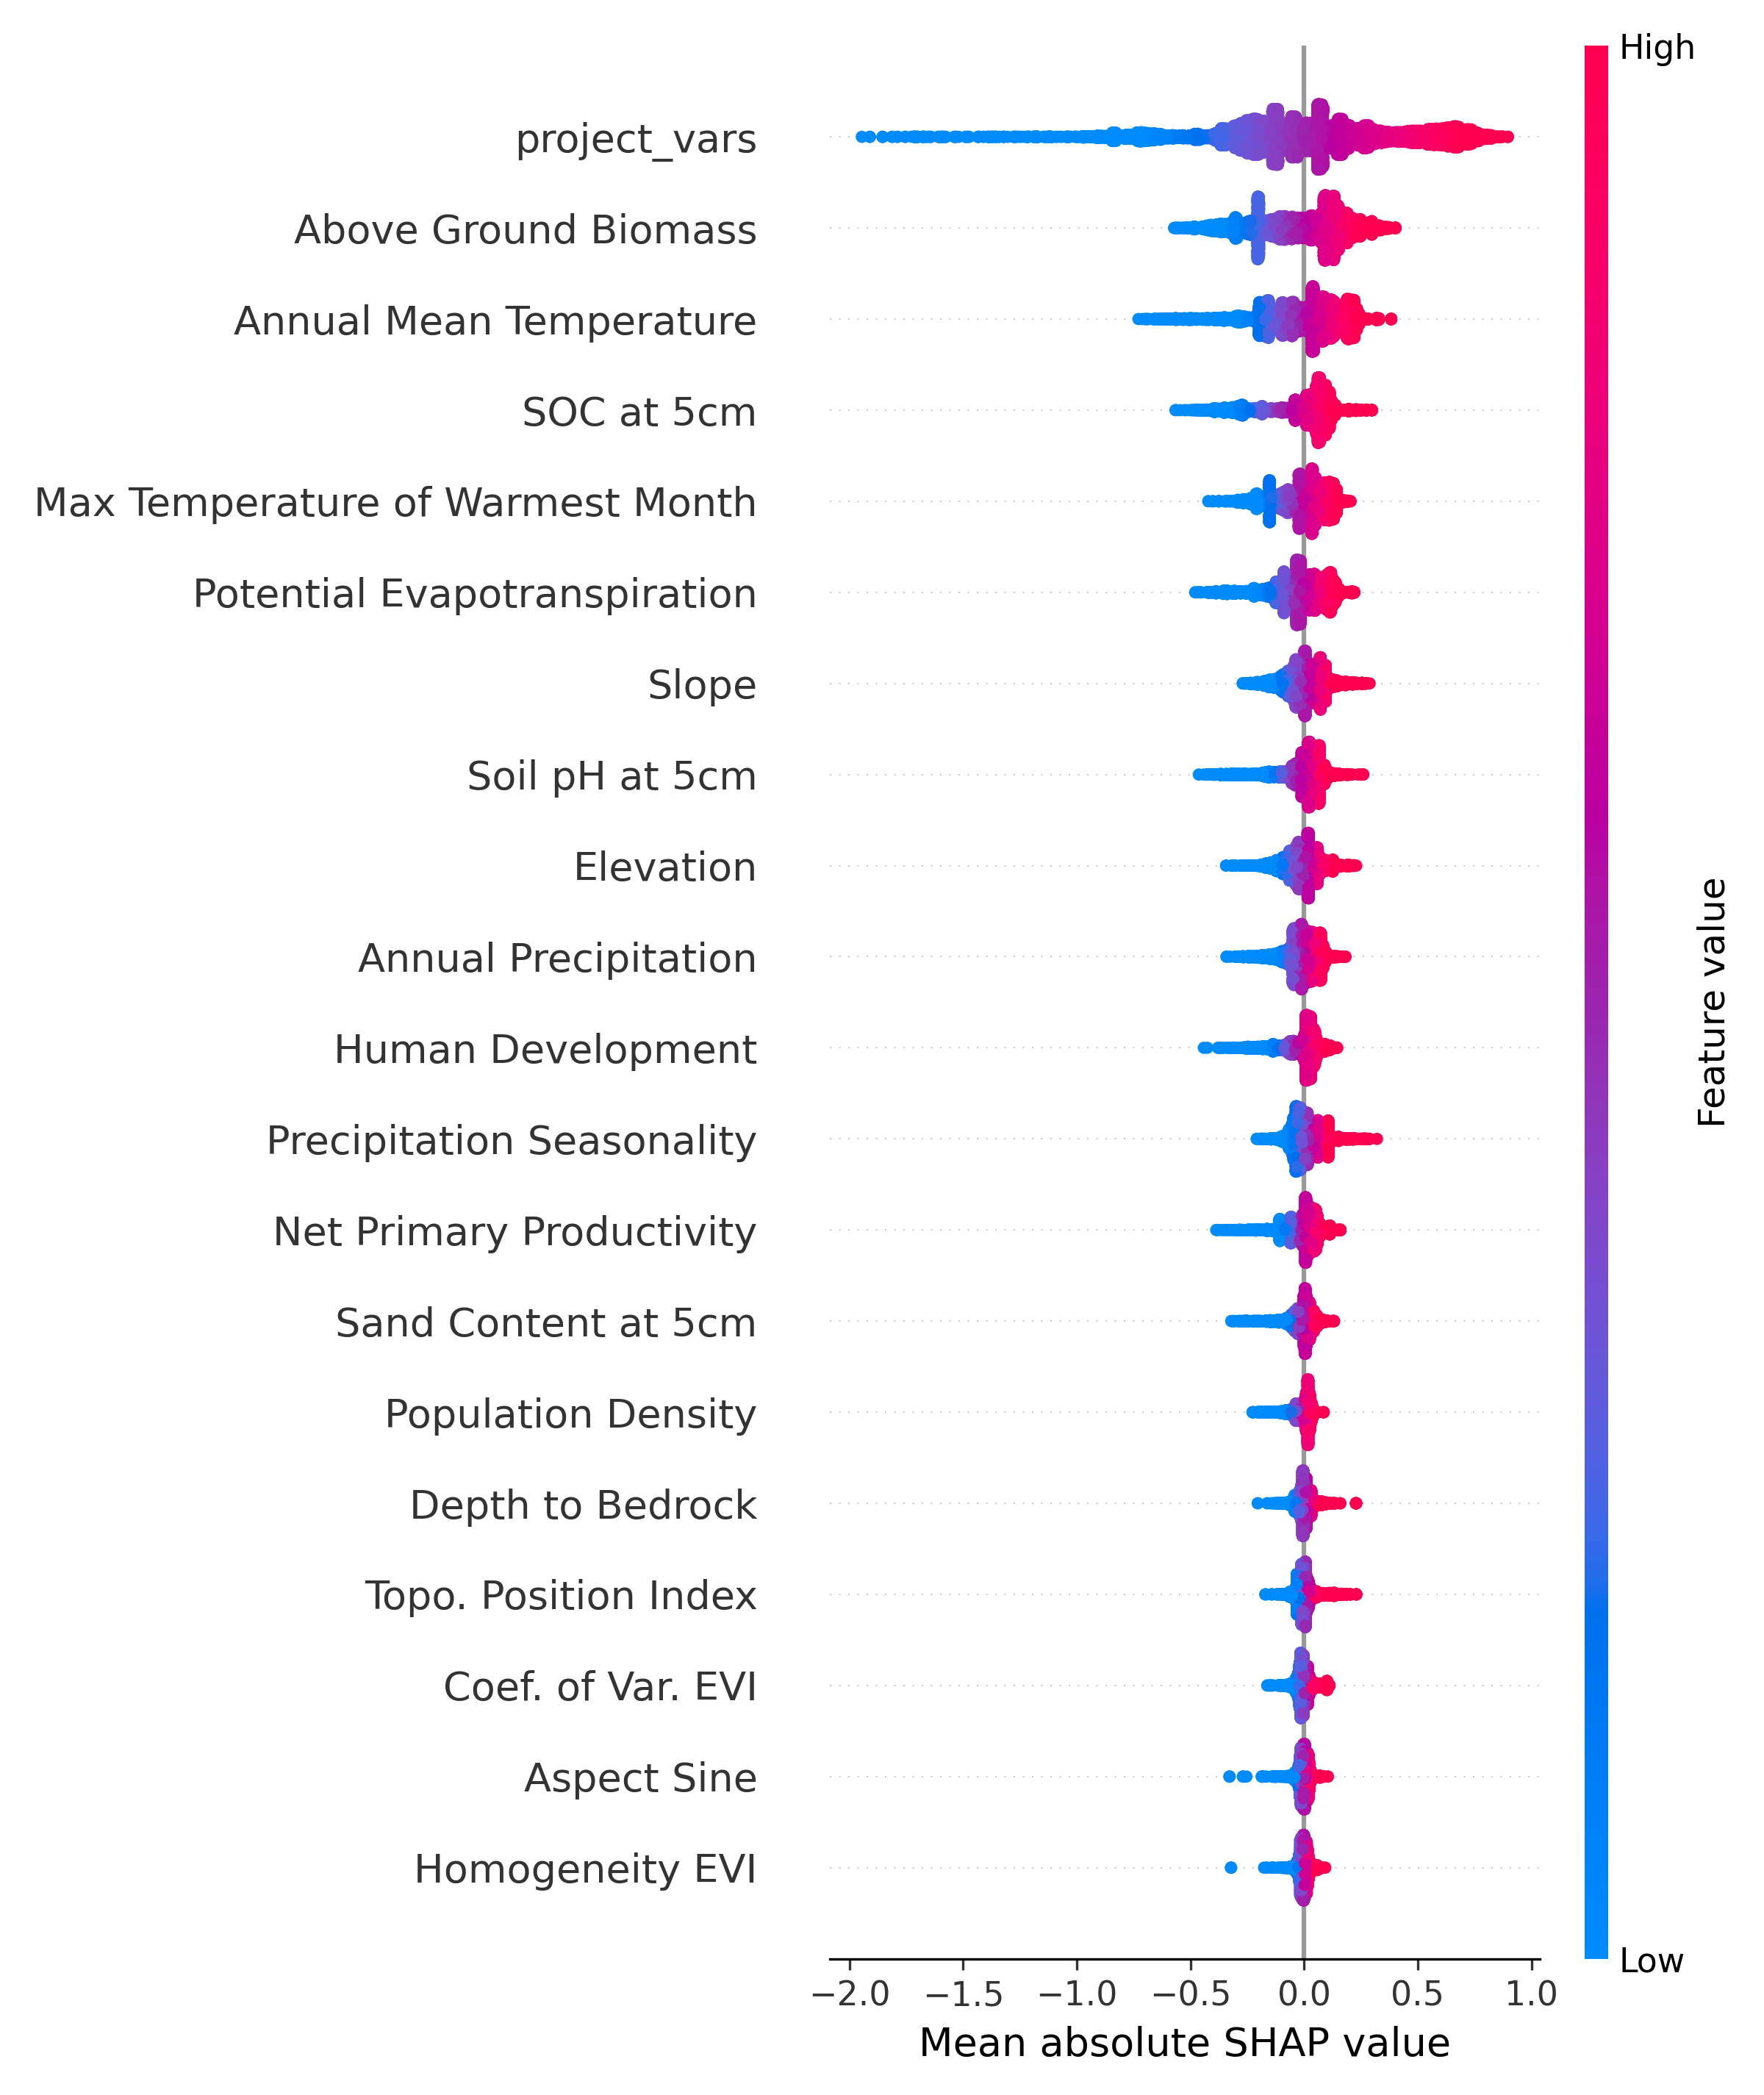 High
project_vars
Above Ground Biomass
Annual Mean Temperature
SOC at 5cm
Max Temperature of Warmest Month
Potential Evapotranspiration
Slope
Soil pH at 5cm
Elevation
Annual Precipitation
Human Development
Precipitation Seasonality
Net Primary Productivity
Sand Content at 5cm
Population Density
Depth to Bedrock
Topo. Position Index
Coef. of Var. EVI
Aspect Sine
Homogeneity EVI
Feature value
Low
−2.0 −1.5 −1.0 −0.5 0.0 0.5 1.0
Mean absolute SHAP value